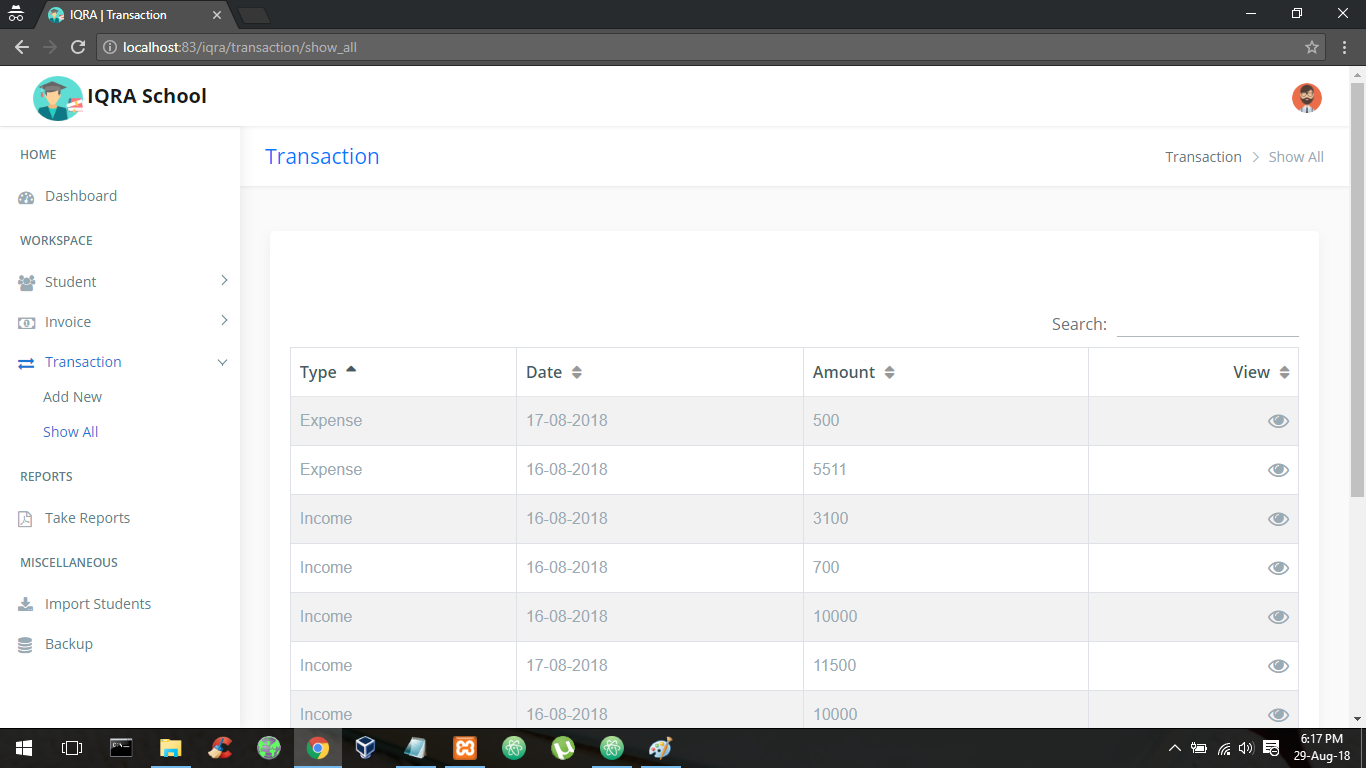 IQRA | Transaction
localhost:83/iqra/transaction/show_all
IQRA School
HOME
Dashboard
WORKSPACE
Student
Invoice
Transaction
Add New
Show All
REPORTS
Take Reports
MISCELLANEOUS
Import Students
Backup
Transaction
Transaction Show All
Search:
Type Date Amount View
Expense 17-08-2018 500
Expense 16-08-2018 5511
Income 16-08-2018 3100
Income 16-08-2018 700
Income 16-08-2018 10000
Income 17-08-2018 11500
Income 16-08-2018 10000
6:17 PM
29-Aug-18